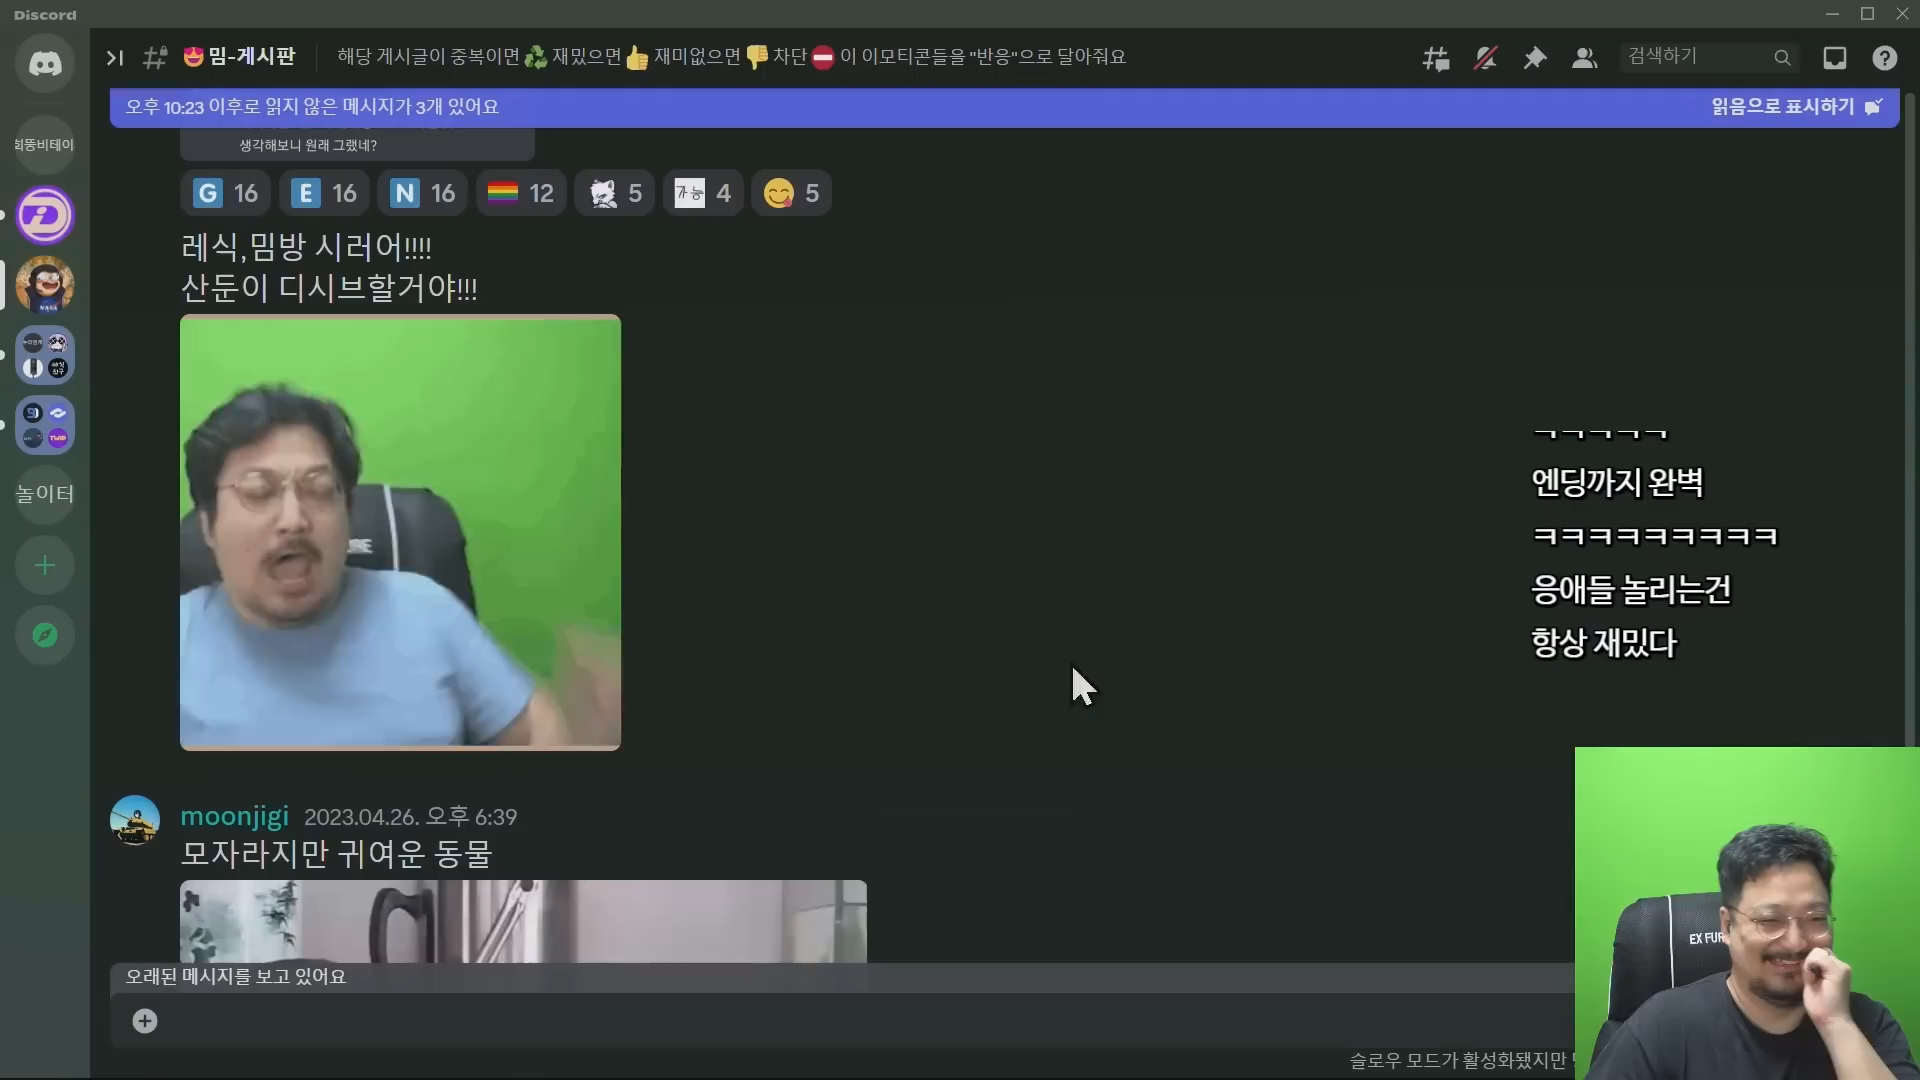 Discord
밈-게시판
해당 게시글이 중복이면 재밌으면 재미없으면 차단 이 이모티콘들을 "반응"으로 달아줘요
검색하기
오후 10:23 이후로 읽지 않은 메시지가 3개 있어요
읽음으로 표시하기
생각해보니 원래 그랬네?
G 16 E 16 N 16 12 5 가능 4 5
레식,밈방 시러어!!!!
산둔이 디시브할거야!!!
엔딩까지 완벽
ㅋㅋㅋㅋㅋㅋㅋㅋㅋ
응애들 놀리는건
항상 재밌다
놀이터
moonjigi 2023.04.26. 오후 6:39
모자라지만 귀여운 동물
오래된 메시지를 보고 있어요
EX FUR
슬로우 모드가 활성화됐지만